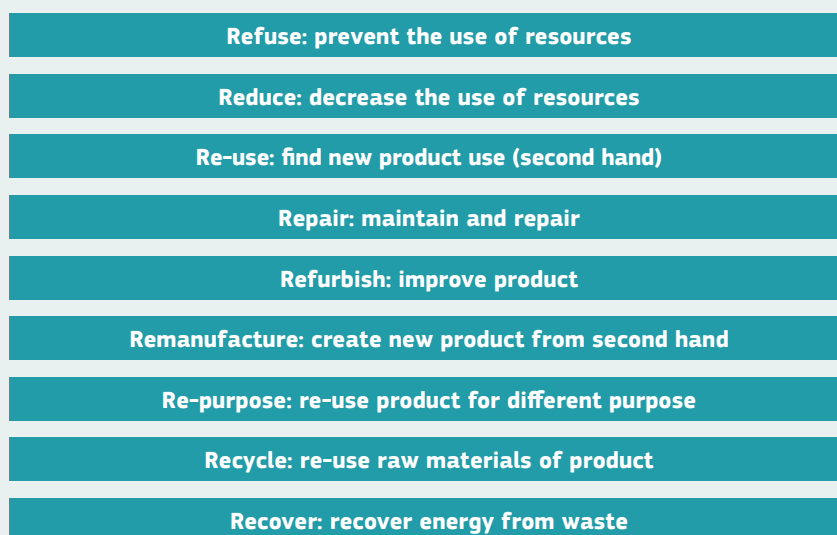 Refuse: prevent the use of resources
Reduce: decrease the use of resources
Re-use: find new product use (second hand)
Repair: maintain and repair
Refurbish: improve product
Remanufacture: create new product from second hand
Re-purpose: re-use product for different purpose
Recycle: re-use raw materials of product
Recover: recover energy from waste